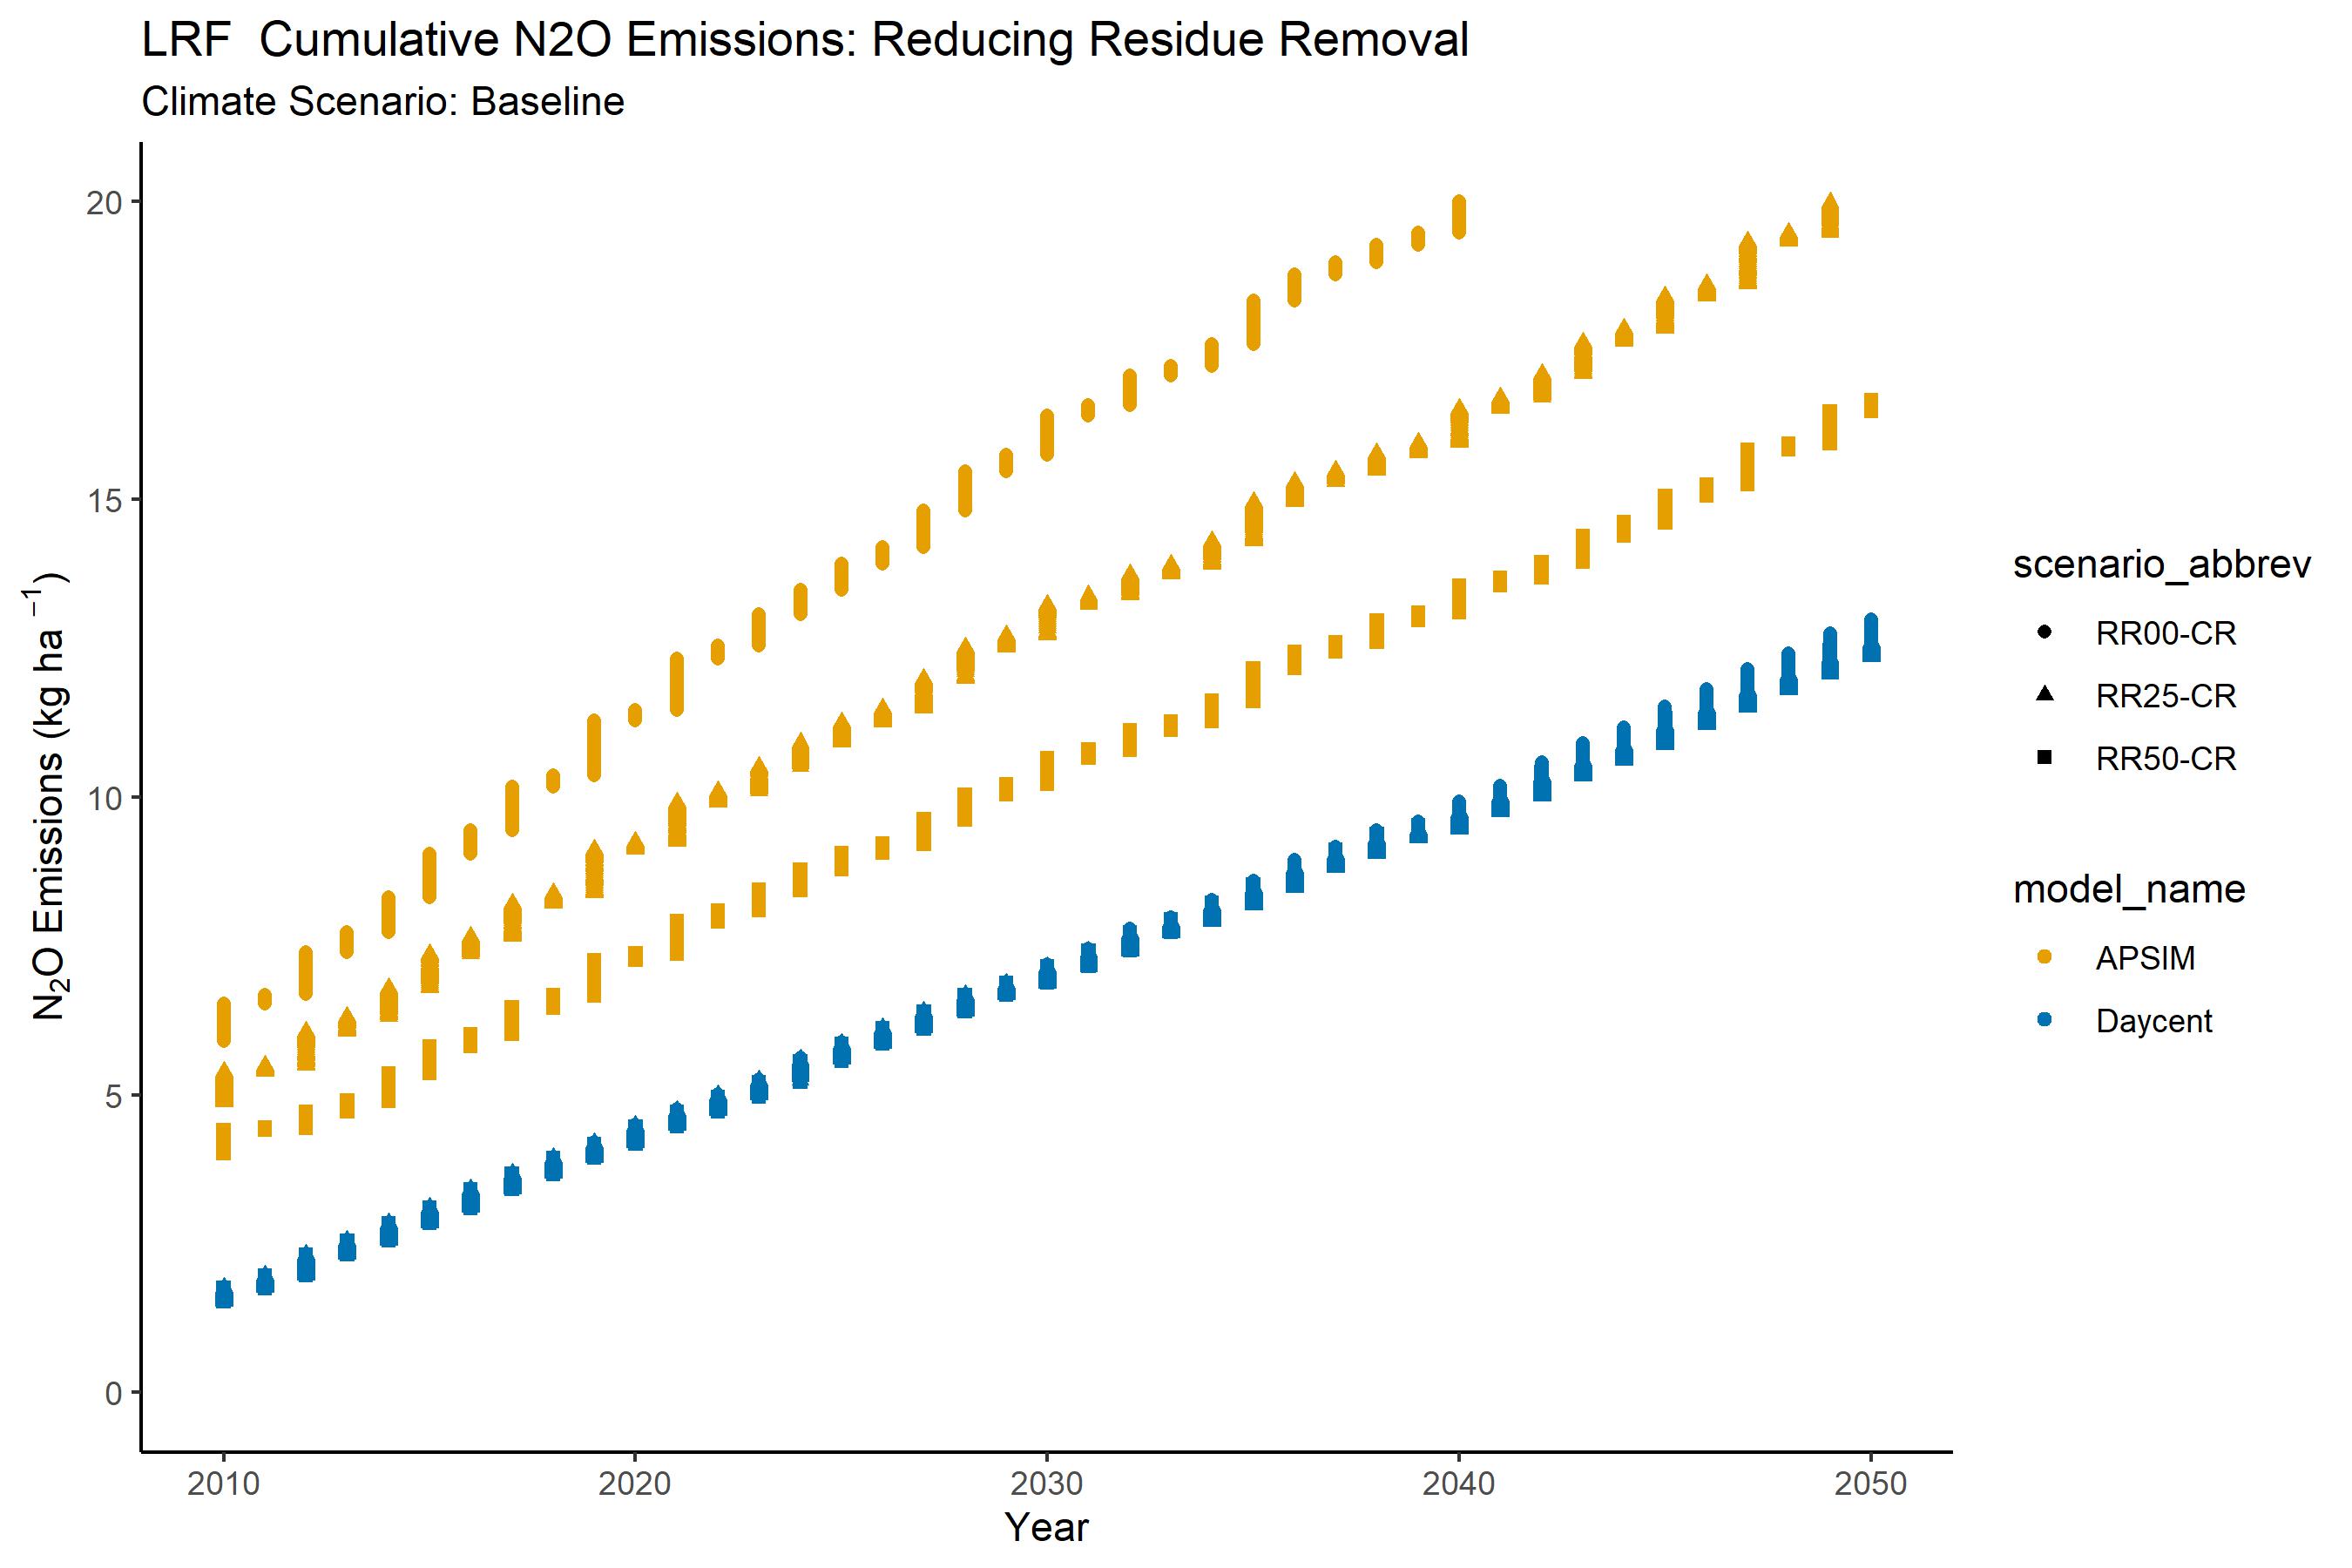 LRF  Cumulative N2O Emissions: Reducing Residue Removal
Climate Scenario: Baseline
N₂O Emissions (kg ha ⁻¹)
20
15
10
5
0
2010 2020 2030 2040 2050
Year
scenario_abbrev
RR00-CR
RR25-CR
RR50-CR
model_name
APSIM
Daycent